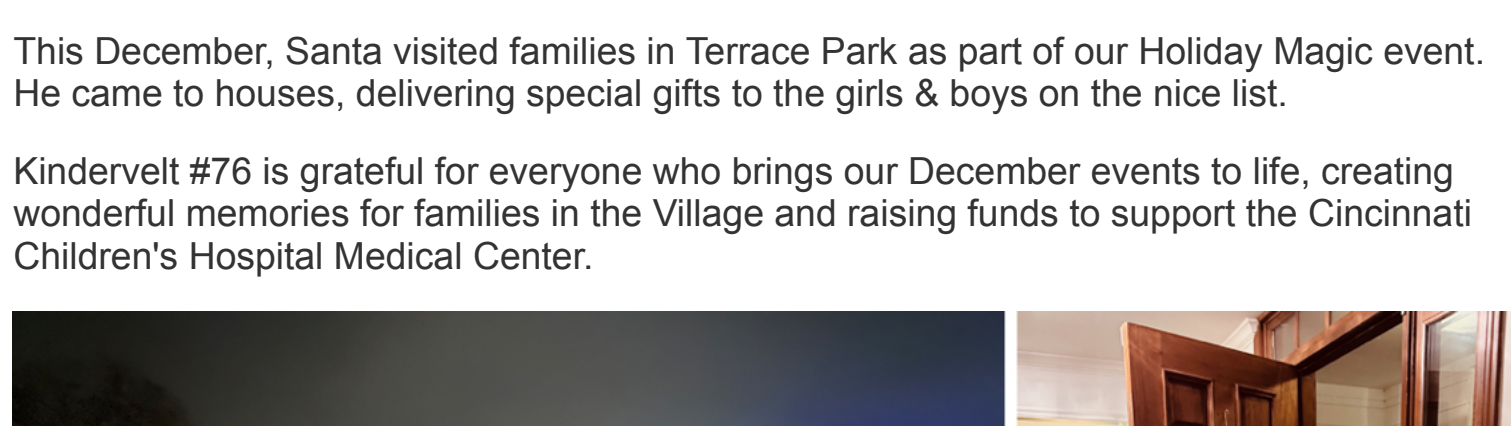 This December, Santa visited families in Terrace Park as part of our Holiday Magic event.
He came to houses, delivering special gifts to the girls & boys on the nice list.
Kindervelt #76 is grateful for everyone who brings our December events to life, creating
wonderful memories for families in the Village and raising funds to support the Cincinnati
Children's Hospital Medical Center.